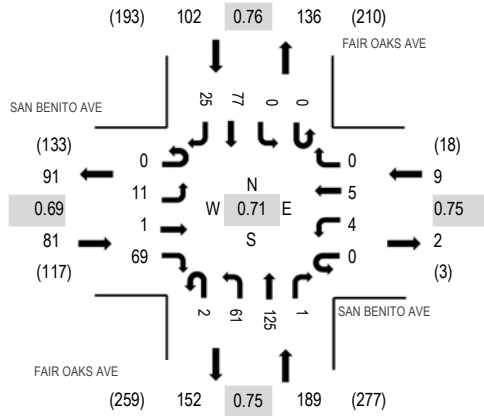 (193) 102 0.76 136 (210)
FAIR OAKS AVE
25 77 0 0
SAN BENITO AVE
(133) (18)
0 0
91 9
11 N 5
0.69 W 0.71 E 0.75
1 4
81 S 2
69 0
(117) (3)
2 61 125 1
SAN BENITO AVE
FAIR OAKS AVE
(259) 152 0.75 189 (277)